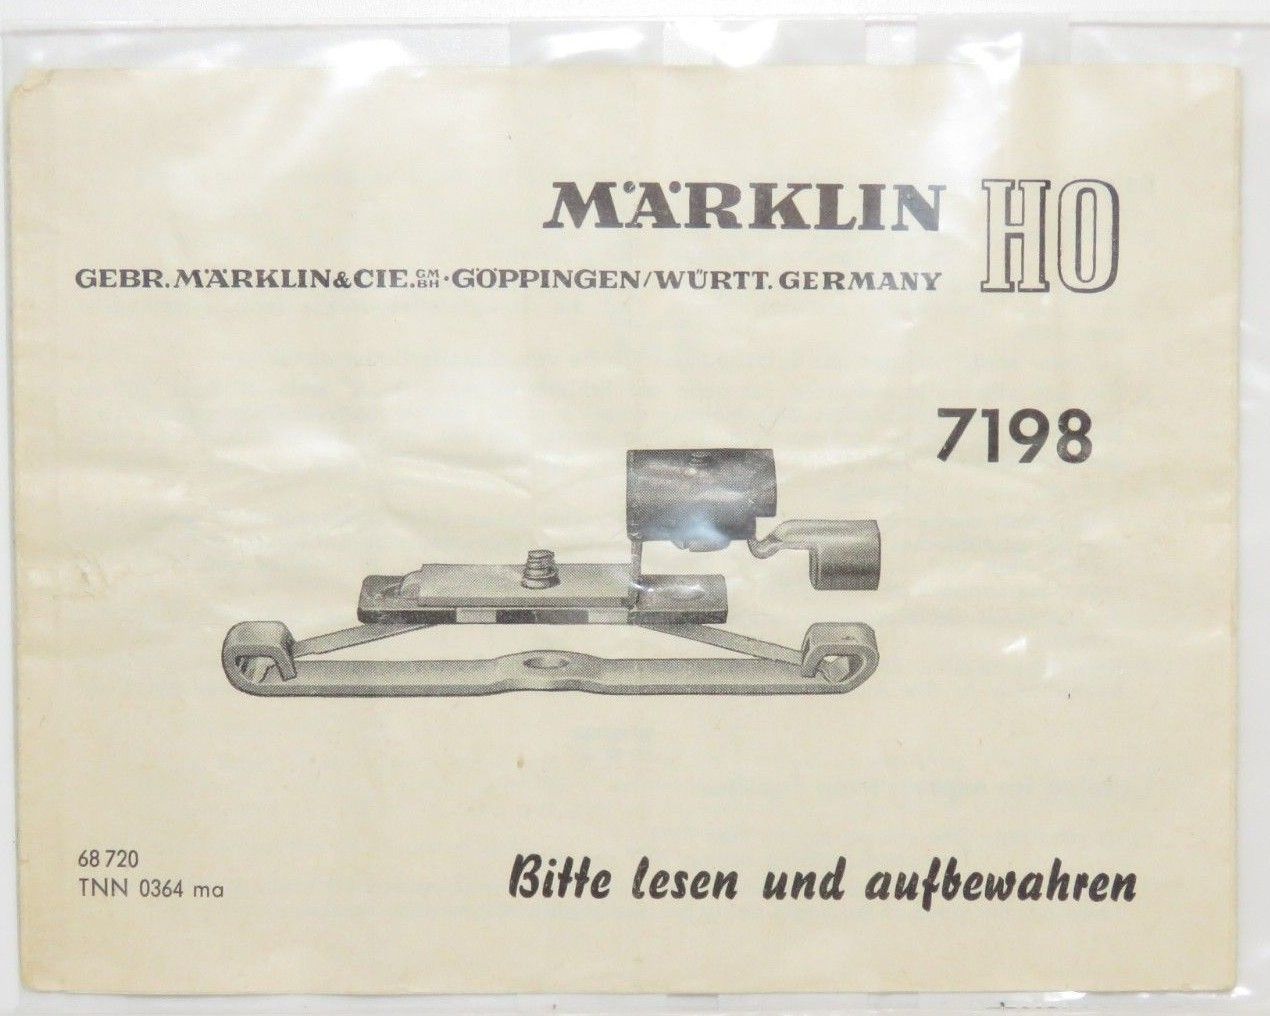 MÄRKLIN HO
GEBR. MÄRKLIN & CIE. GMBH · GÖPPINGEN/WÜRTT. GERMANY
7198
68 720
TNN 0364 ma
Bitte lesen und aufbewahren